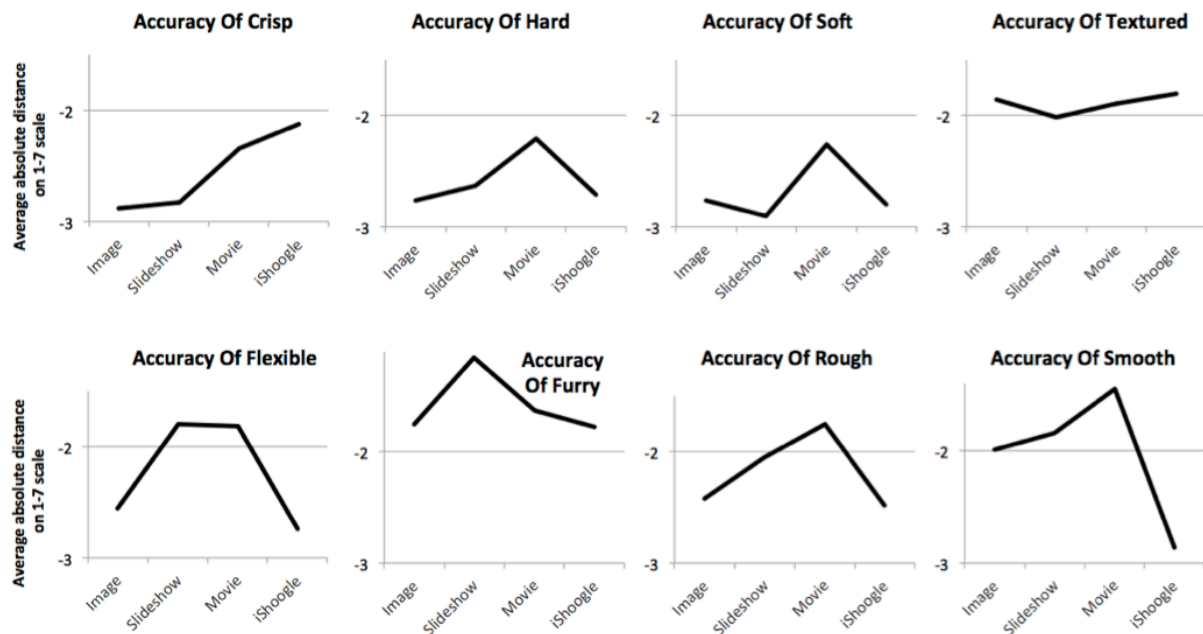 Accuracy Of Crisp
Accuracy Of Hard
Accuracy Of Soft
Accuracy Of Textured
Average absolute distance
on 1-7 scale
-2
-3
Image
Slideshow
Movie
iShoogle
-2
-3
Image
Slideshow
Movie
iShoogle
-2
-3
Image
Slideshow
Movie
iShoogle
-2
-3
Image
Slideshow
Movie
iShoogle
Accuracy Of Flexible
Accuracy
Of Furry
Accuracy Of Rough
Accuracy Of Smooth
Average absolute distance
on 1-7 scale
-2
-3
Image
Slideshow
Movie
iShoogle
-2
-3
Image
Slideshow
Movie
iShoogle
-2
-3
Image
Slideshow
Movie
iShoogle
-2
-3
Image
Slideshow
Movie
iShoogle